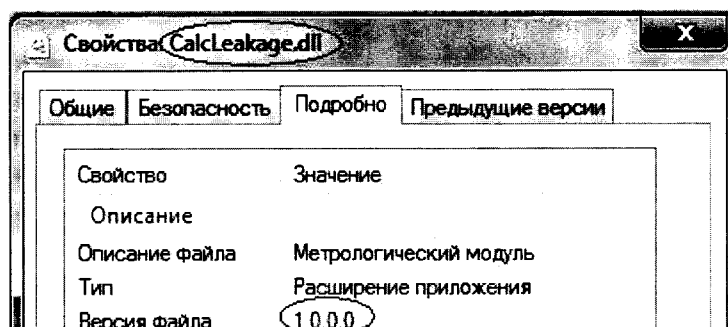 Свойства: CalcLeakage.dll
Общие Безопасность Подробно Предыдущие версии
Свойство Значение
Описание
Описание файла Метрологический модуль
Тип Расширение приложения
Версия файла 1.0.0.0